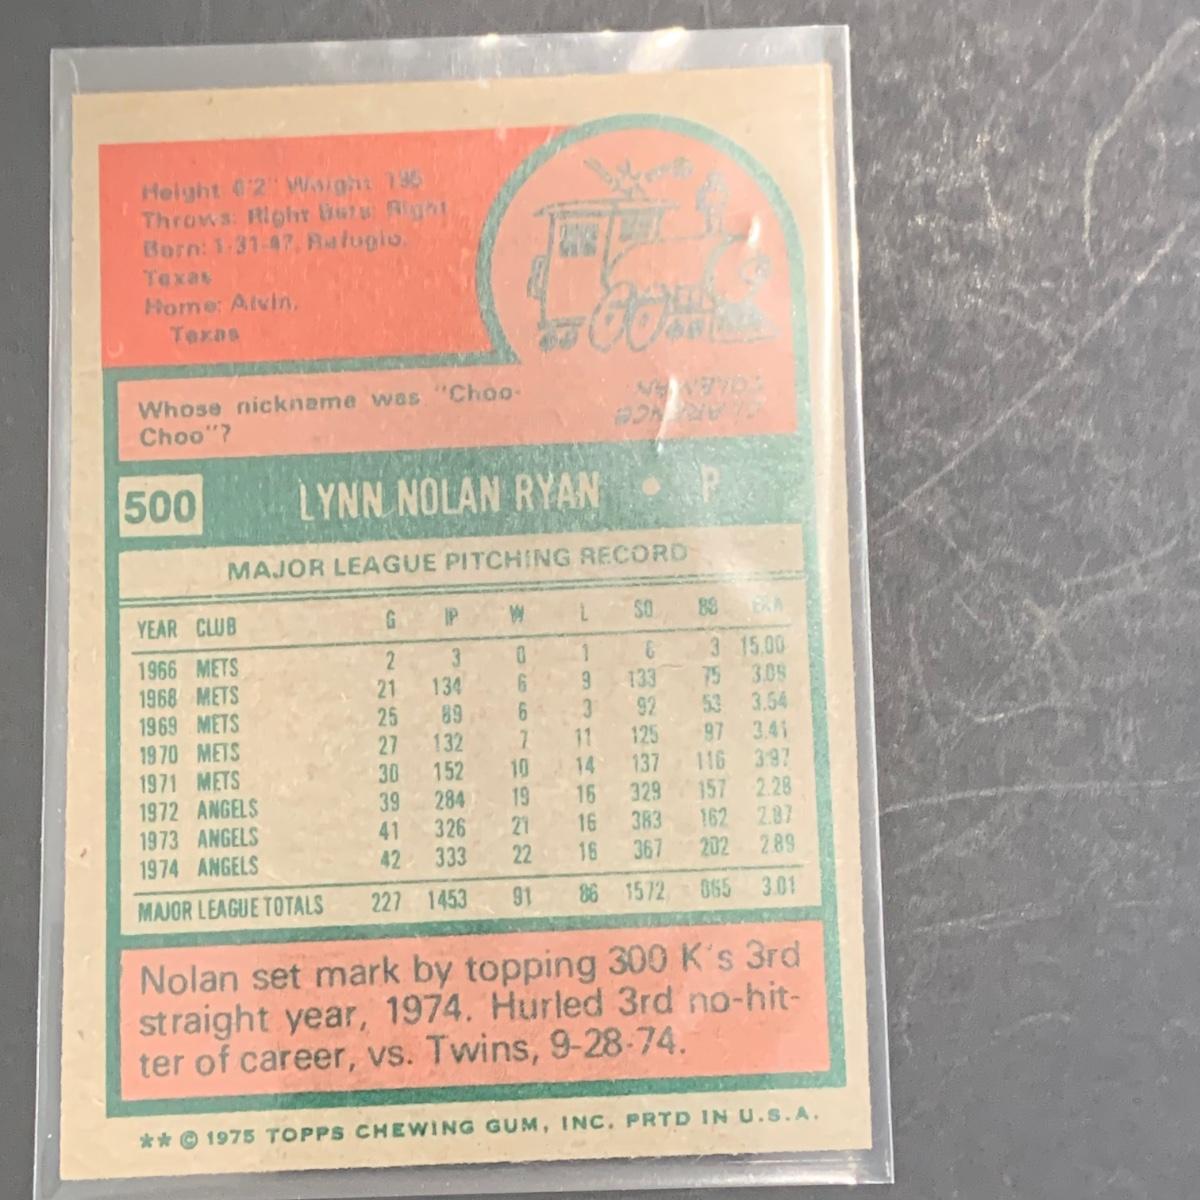 Height 6'2" Weight 195
Throws: Right Bats: Right
Born: 1-31-47, Refugio,
Texas
Home: Alvin,
Texas
Whose nickname was "Choo-
Choo"?
CLARENCE
COLEMAN
500 LYNN NOLAN RYAN • P
MAJOR LEAGUE PITCHING RECORD
YEAR CLUB G IP W L SO BB ERA
1966 METS 2 3 0 1 6 3 15.00
1968 METS 21 134 6 9 133 75 3.09
1969 METS 25 89 6 3 92 53 3.54
1970 METS 27 132 7 11 125 97 3.41
1971 METS 30 152 10 14 137 116 3.97
1972 ANGELS 39 284 19 16 329 157 2.28
1973 ANGELS 41 326 21 16 383 162 2.87
1974 ANGELS 42 333 22 16 367 202 2.89
MAJOR LEAGUE TOTALS 227 1453 91 86 1572 865 3.01
Nolan set mark by topping 300 K's 3rd
straight year, 1974. Hurled 3rd no-hit-
ter of career, vs. Twins, 9-28-74.
** © 1975 TOPPS CHEWING GUM, INC. PRTD IN U.S.A.